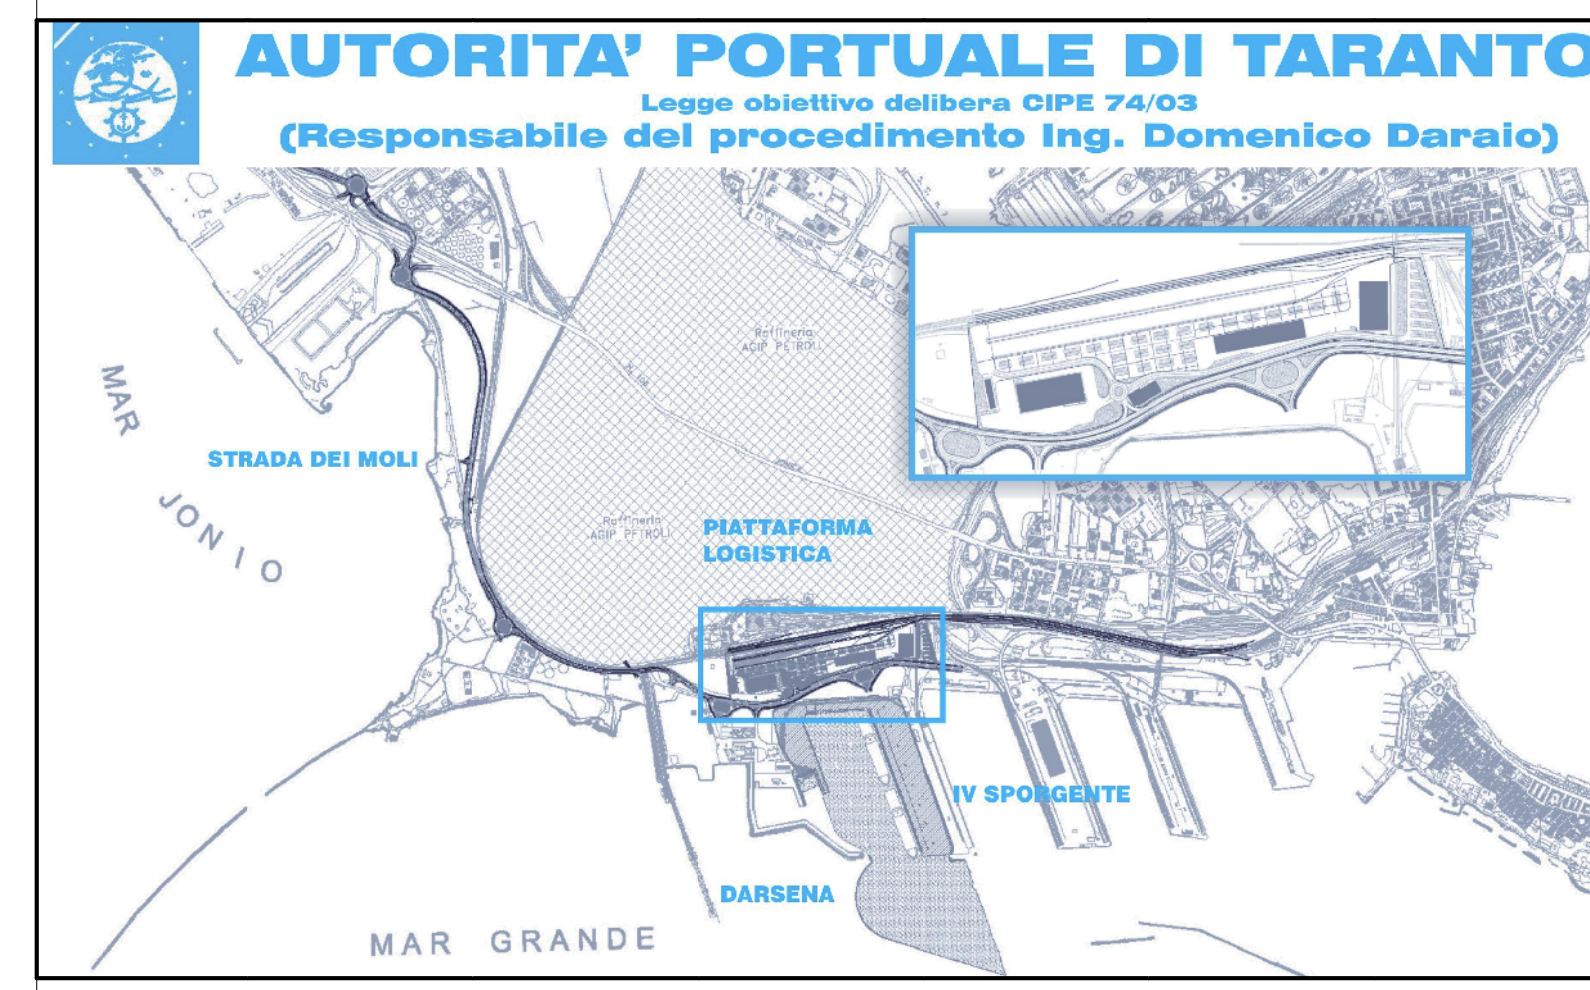 AUTORITA' PORTUALE DI TARANTO
Legge obiettivo delibera CIPE 74/03
(Responsabile del procedimento Ing. Domenico Daraio)
Raffineria
AGIP PETROLI
MAR
JONIO
STRADA DEI MOLI
Raffineria
AGIP PETROLI
PIATTAFORMA
LOGISTICA
IV SPORGENTE
DARSENA
MAR GRANDE